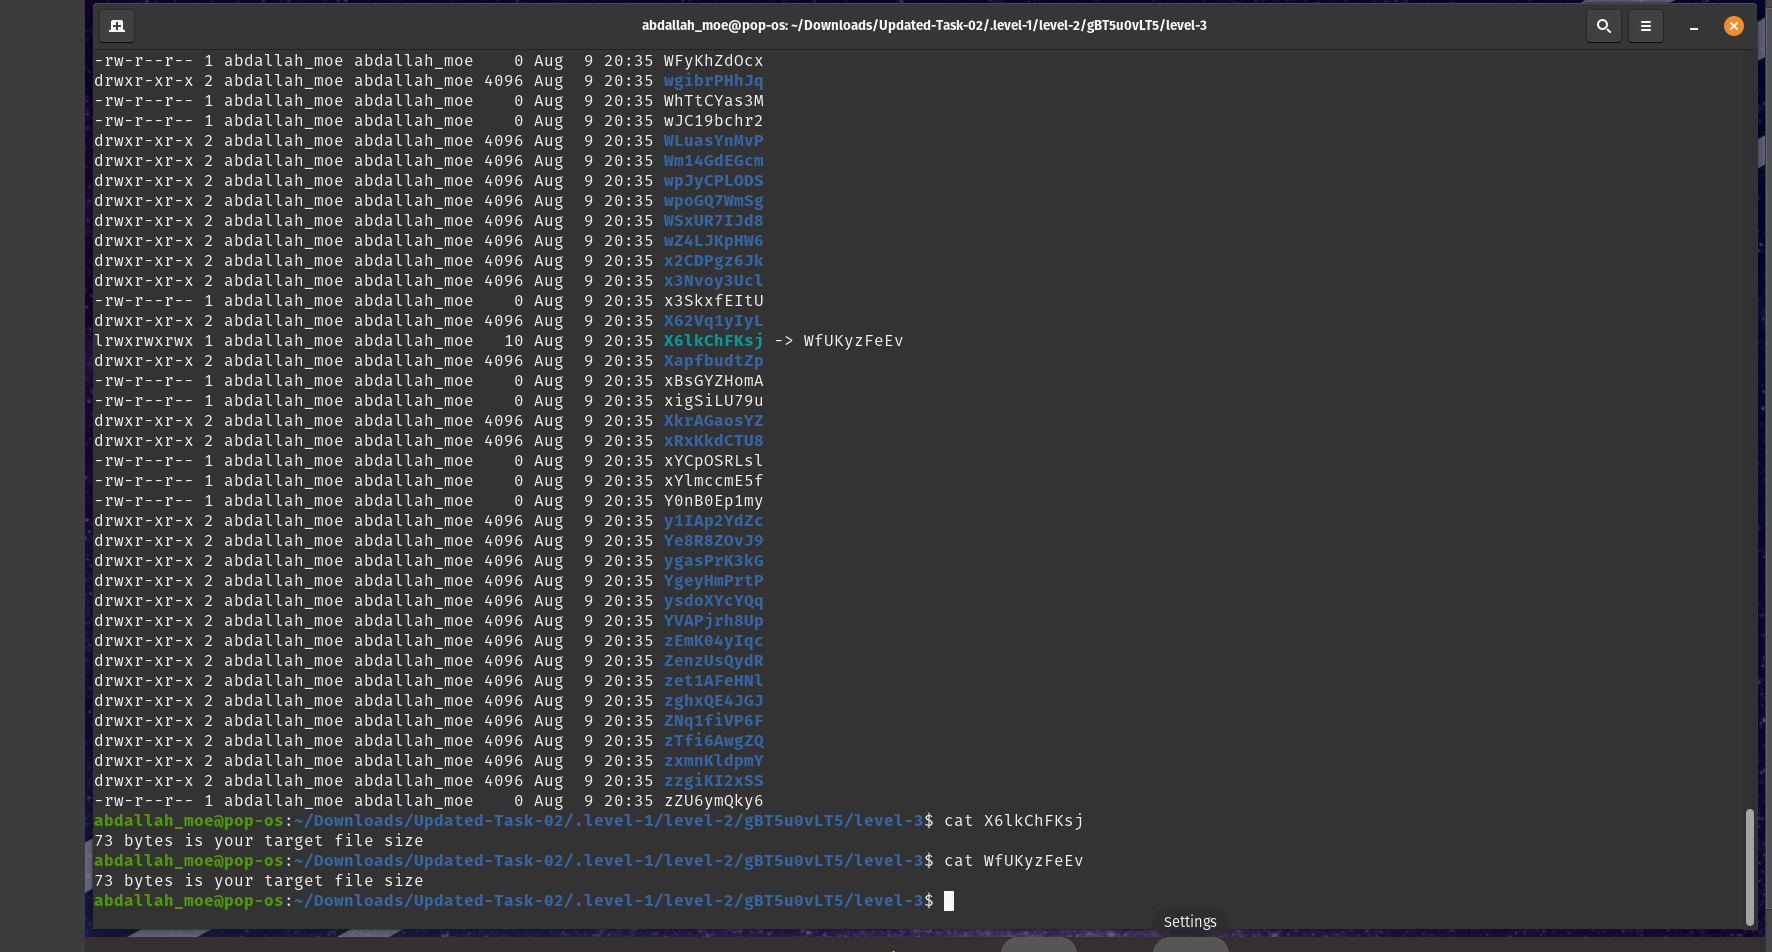 abdallah_moe@pop-os: ~/Downloads/Updated-Task-02/.level-1/level-2/gBT5u0vLT5/level-3
-rw-r--r-- 1 abdallah_moe abdallah_moe    0 Aug  9 20:35 WFyKhZdOcx
drwxr-xr-x 2 abdallah_moe abdallah_moe 4096 Aug  9 20:35 wgibrPHhJq
-rw-r--r-- 1 abdallah_moe abdallah_moe    0 Aug  9 20:35 WhTtCYas3M
-rw-r--r-- 1 abdallah_moe abdallah_moe    0 Aug  9 20:35 wJC19bchr2
drwxr-xr-x 2 abdallah_moe abdallah_moe 4096 Aug  9 20:35 WLuasYnMvP
drwxr-xr-x 2 abdallah_moe abdallah_moe 4096 Aug  9 20:35 Wm14GdEGcm
drwxr-xr-x 2 abdallah_moe abdallah_moe 4096 Aug  9 20:35 wpJyCPLODS
drwxr-xr-x 2 abdallah_moe abdallah_moe 4096 Aug  9 20:35 wpoGQ7WmSg
drwxr-xr-x 2 abdallah_moe abdallah_moe 4096 Aug  9 20:35 WSxUR7IJd8
drwxr-xr-x 2 abdallah_moe abdallah_moe 4096 Aug  9 20:35 wZ4LJKpHW6
drwxr-xr-x 2 abdallah_moe abdallah_moe 4096 Aug  9 20:35 x2CDPgz6Jk
drwxr-xr-x 2 abdallah_moe abdallah_moe 4096 Aug  9 20:35 x3Nvoy3Ucl
-rw-r--r-- 1 abdallah_moe abdallah_moe    0 Aug  9 20:35 x3SkxfEItU
drwxr-xr-x 2 abdallah_moe abdallah_moe 4096 Aug  9 20:35 X62Vq1yIyL
lrwxrwxrwx 1 abdallah_moe abdallah_moe   10 Aug  9 20:35 X6lkChFKsj -> WfUKyzFeEv
drwxr-xr-x 2 abdallah_moe abdallah_moe 4096 Aug  9 20:35 XapfbudtZp
-rw-r--r-- 1 abdallah_moe abdallah_moe    0 Aug  9 20:35 xBsGYZHomA
-rw-r--r-- 1 abdallah_moe abdallah_moe    0 Aug  9 20:35 xigSiLU79u
drwxr-xr-x 2 abdallah_moe abdallah_moe 4096 Aug  9 20:35 XkrAGaosYZ
drwxr-xr-x 2 abdallah_moe abdallah_moe 4096 Aug  9 20:35 xRxKkdCTU8
-rw-r--r-- 1 abdallah_moe abdallah_moe    0 Aug  9 20:35 xYCpOSRLsl
-rw-r--r-- 1 abdallah_moe abdallah_moe    0 Aug  9 20:35 xYlmccmE5f
-rw-r--r-- 1 abdallah_moe abdallah_moe    0 Aug  9 20:35 Y0nB0Ep1my
drwxr-xr-x 2 abdallah_moe abdallah_moe 4096 Aug  9 20:35 y1IAp2YdZc
drwxr-xr-x 2 abdallah_moe abdallah_moe 4096 Aug  9 20:35 Ye8R8ZOvJ9
drwxr-xr-x 2 abdallah_moe abdallah_moe 4096 Aug  9 20:35 ygasPrK3kG
drwxr-xr-x 2 abdallah_moe abdallah_moe 4096 Aug  9 20:35 YgeyHmPrtP
drwxr-xr-x 2 abdallah_moe abdallah_moe 4096 Aug  9 20:35 ysdoXYcYQq
drwxr-xr-x 2 abdallah_moe abdallah_moe 4096 Aug  9 20:35 YVAPjrh8Up
drwxr-xr-x 2 abdallah_moe abdallah_moe 4096 Aug  9 20:35 zEmK04yIqc
drwxr-xr-x 2 abdallah_moe abdallah_moe 4096 Aug  9 20:35 ZenzUsQydR
drwxr-xr-x 2 abdallah_moe abdallah_moe 4096 Aug  9 20:35 zet1AFeHNl
drwxr-xr-x 2 abdallah_moe abdallah_moe 4096 Aug  9 20:35 zghxQE4JGJ
drwxr-xr-x 2 abdallah_moe abdallah_moe 4096 Aug  9 20:35 ZNq1fiVP6F
drwxr-xr-x 2 abdallah_moe abdallah_moe 4096 Aug  9 20:35 zTfi6AwgZQ
drwxr-xr-x 2 abdallah_moe abdallah_moe 4096 Aug  9 20:35 zxmnKldpmY
drwxr-xr-x 2 abdallah_moe abdallah_moe 4096 Aug  9 20:35 zzgiKI2xSS
-rw-r--r-- 1 abdallah_moe abdallah_moe    0 Aug  9 20:35 zZU6ymQky6
abdallah_moe@pop-os:~/Downloads/Updated-Task-02/.level-1/level-2/gBT5u0vLT5/level-3$ cat X6lkChFKsj
73 bytes is your target file size
abdallah_moe@pop-os:~/Downloads/Updated-Task-02/.level-1/level-2/gBT5u0vLT5/level-3$ cat WfUKyzFeEv
73 bytes is your target file size
abdallah_moe@pop-os:~/Downloads/Updated-Task-02/.level-1/level-2/gBT5u0vLT5/level-3$
Settings